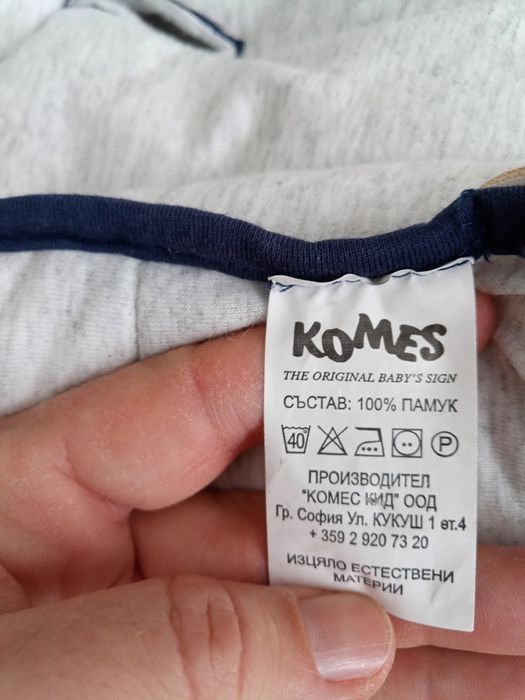 KOMES
THE ORIGINAL BABY'S SIGN
СЪСТАВ: 100% ПАМУК
40° P
ПРОИЗВОДИТЕЛ
"КОМЕС КИД" ООД
Гр. София Ул. КУКУШ 1 ет.4
+ 359 2 920 73 20
ИЗЦЯЛО ЕСТЕСТВЕНИ
МАТЕРИИ